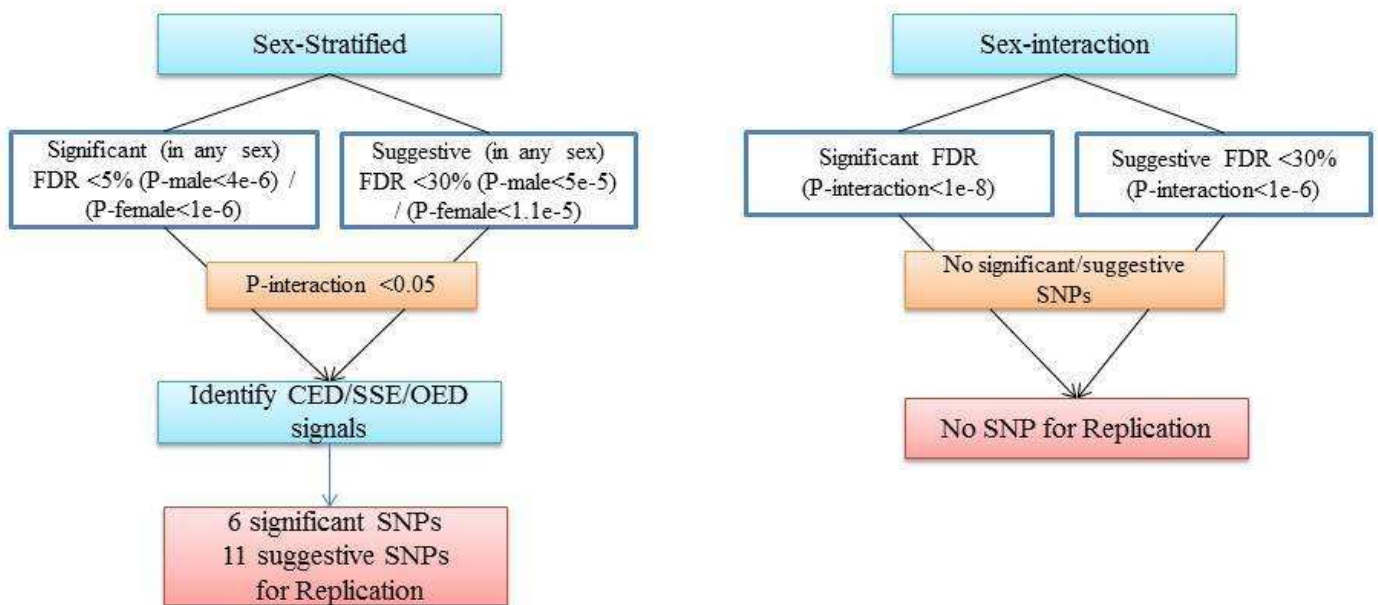 Sex-Stratified
Significant (in any sex)
FDR <5% (P-male<4e-6) /
(P-female<1e-6)
Suggestive (in any sex)
FDR <30% (P-male<5e-5)
/ (P-female<1.1e-5)
P-interaction <0.05
Identify CED/SSE/OED
signals
6 significant SNPs
11 suggestive SNPs
for Replication
Sex-interaction
Significant FDR
(P-interaction<1e-8)
Suggestive FDR <30%
(P-interaction<1e-6)
No significant/suggestive
SNPs
No SNP for Replication